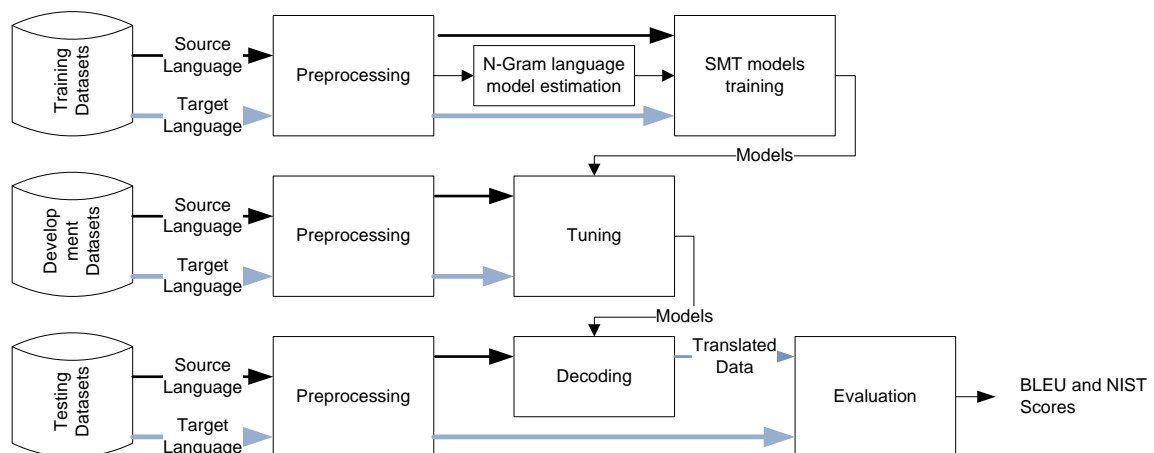 Training
Datasets
Source
Language
Target
Language
Preprocessing
N-Gram language
model estimation
SMT models
training
Models
Develop
ment
Datasets
Source
Language
Target
Language
Preprocessing
Tuning
Models
Testing
Datasets
Source
Language
Target
Language
Preprocessing
Decoding
Translated
Data
Evaluation
BLEU and NIST
Scores